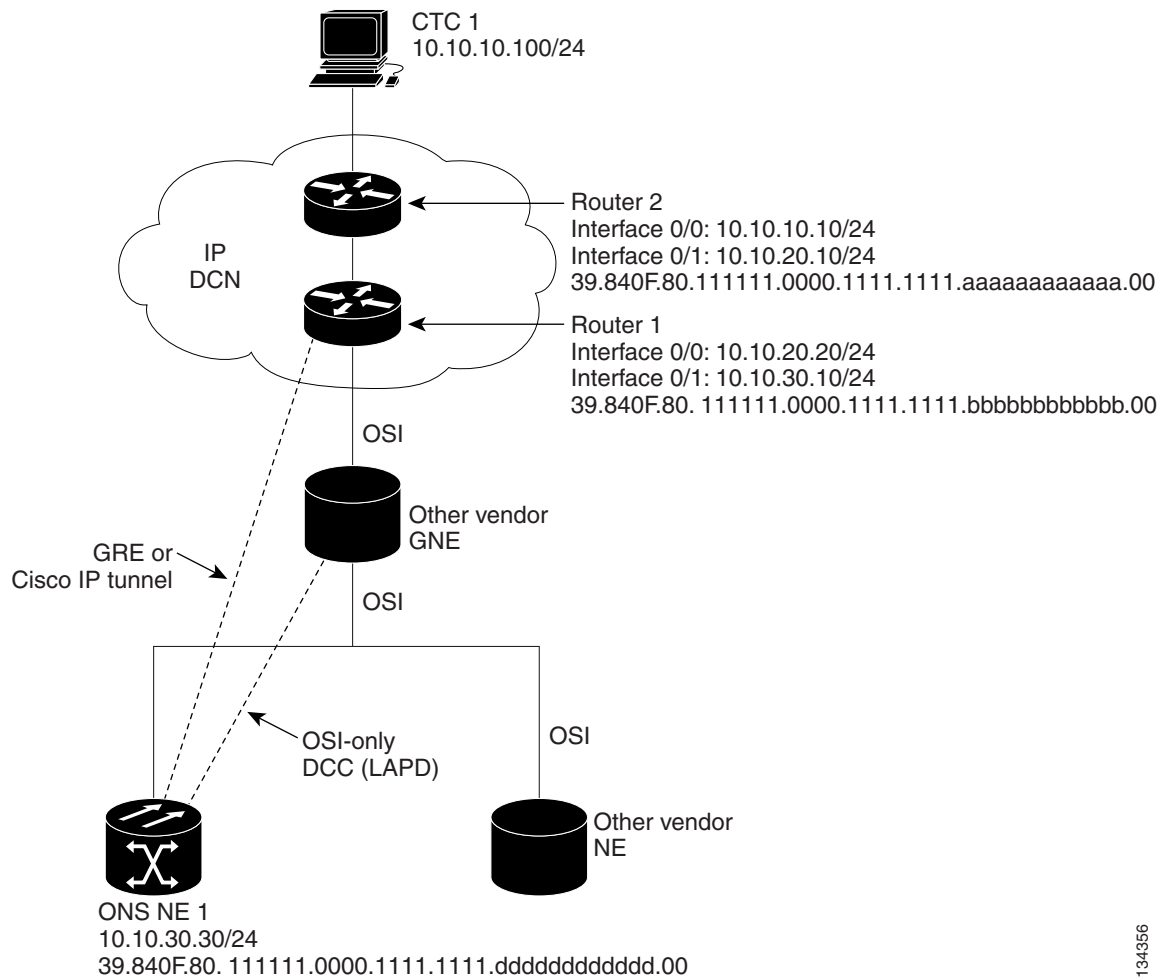 CTC 1
10.10.10.100/24
IP
DCN
Router 2
Interface 0/0: 10.10.10.10/24
Interface 0/1: 10.10.20.10/24
39.840F.80.111111.0000.1111.1111.aaaaaaaaaaaa.00
Router 1
Interface 0/0: 10.10.20.20/24
Interface 0/1: 10.10.30.10/24
39.840F.80. 111111.0000.1111.1111.bbbbbbbbbbbb.00
OSI
Other vendor
GNE
GRE or
Cisco IP tunnel
OSI
OSI-only
DCC (LAPD)
OSI
Other vendor
NE
ONS NE 1
10.10.30.30/24
39.840F.80. 111111.0000.1111.1111.dddddddddddd.00
134356